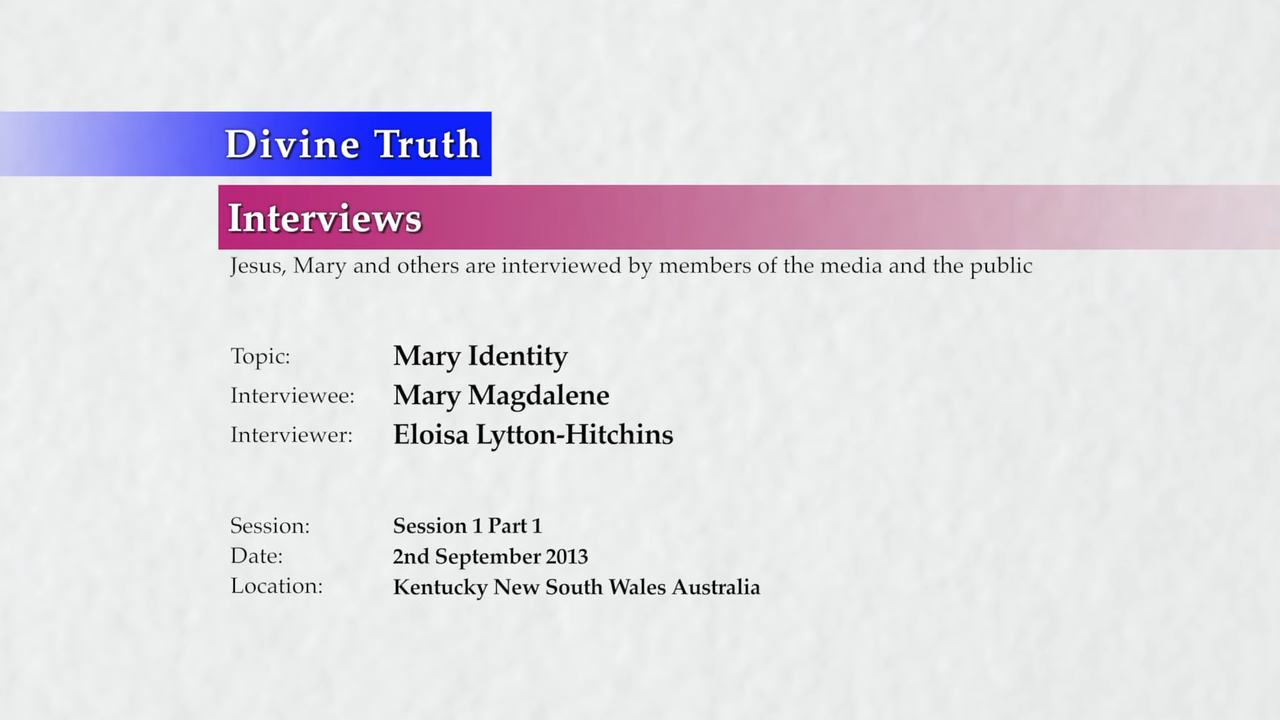 Divine Truth
Interviews
Jesus, Mary and others are interviewed by members of the media and the public
Topic: Mary Identity
Interviewee: Mary Magdalene
Interviewer: Eloisa Lytton-Hitchins
Session: Session 1 Part 1
Date: 2nd September 2013
Location: Kentucky New South Wales Australia